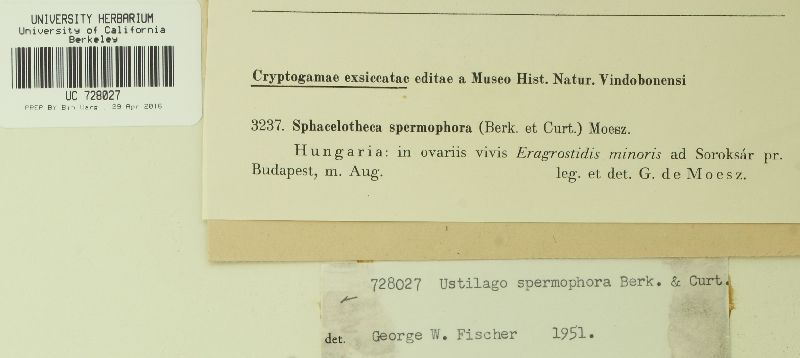 UNIVERSITY HERBARIUM
University of California
Berkeley
UC 728027
PREP BY Bin Wang , 29 Apr 2016
Cryptogamae exsiccatae editae a Museo Hist. Natur. Vindobonensi
3237. Sphacelotheca spermophora (Berk. et Curt.) Moesz.
Hungaria: in ovariis vivis Eragrostidis minoris ad Soroksár pr.
Budapest, m. Aug. leg. et det. G. de Moesz.
728027 Ustilago spermophora Berk. & Curt.
det. George W. Fischer 1951.